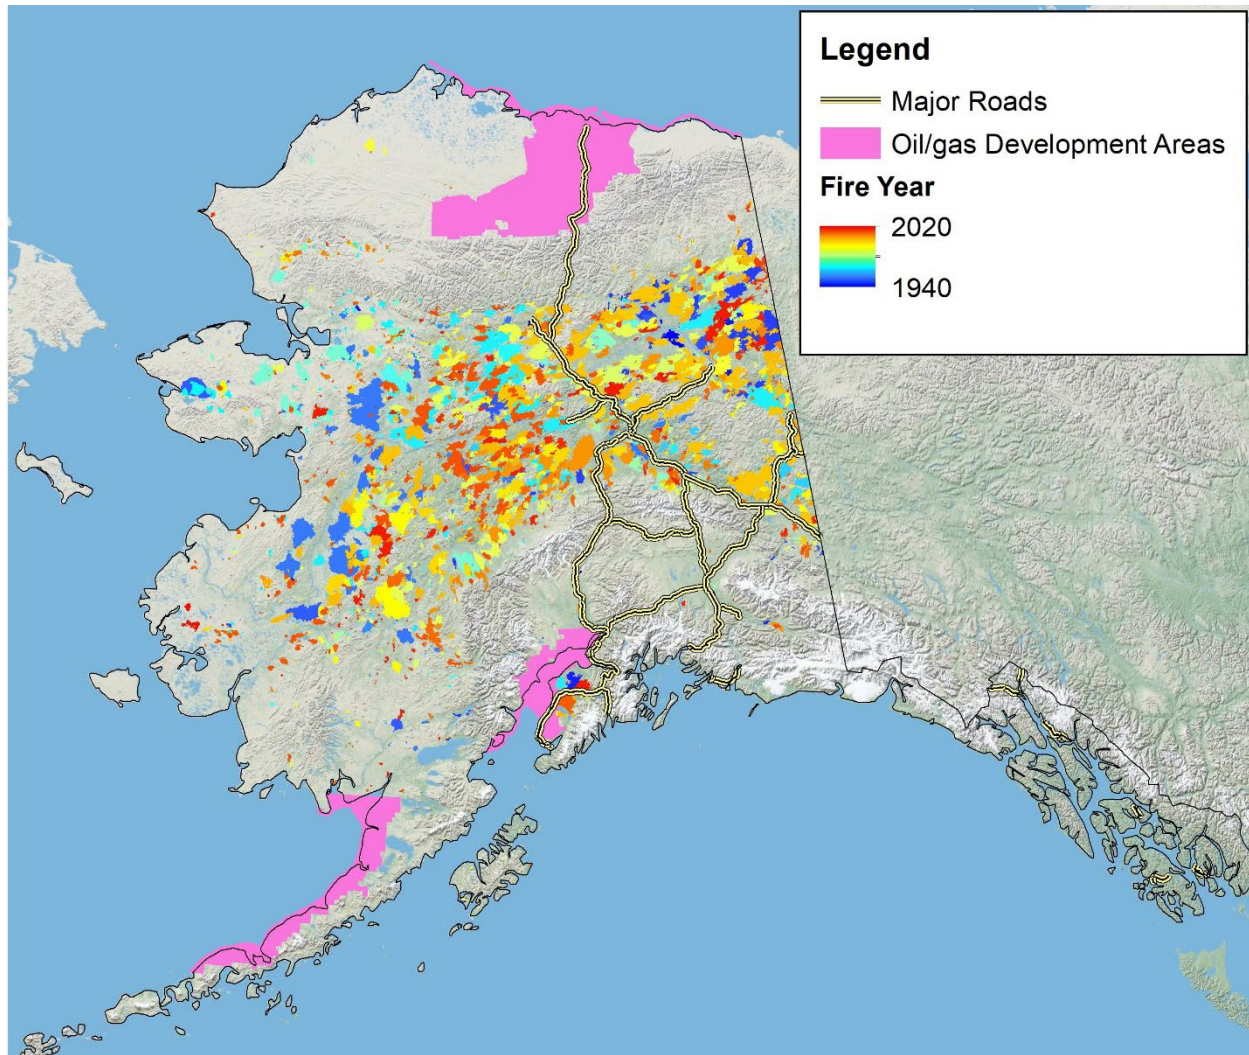 Legend
Major Roads
Oil/gas Development Areas
Fire Year
2020
1940